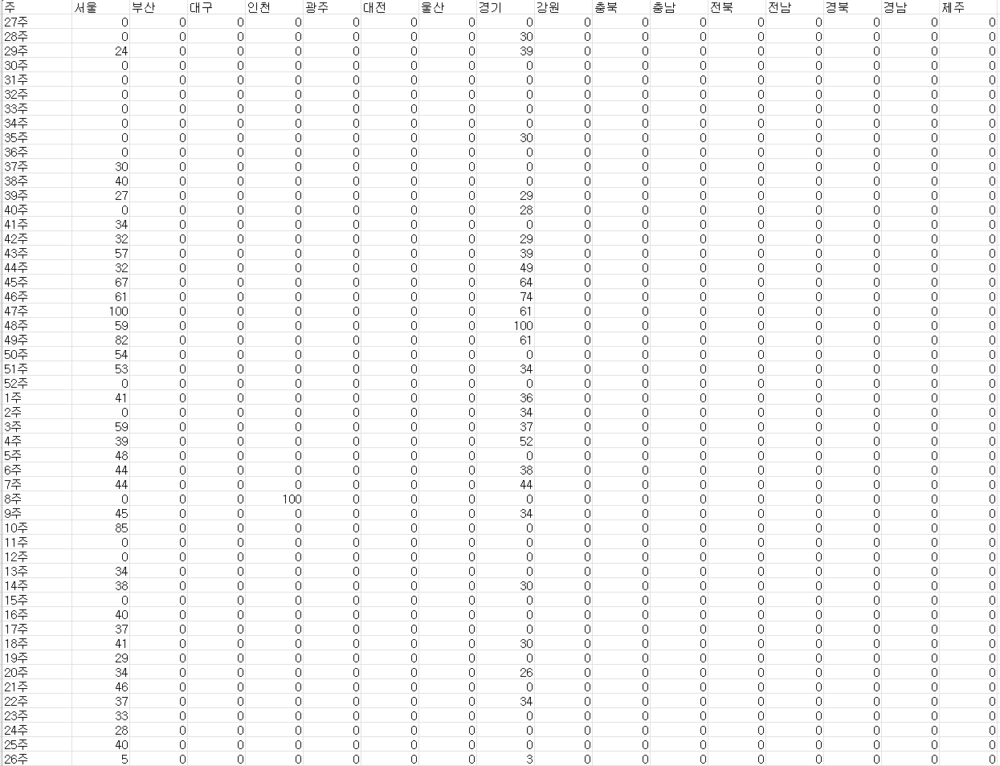 주 서울 부산 대구 인천 광주 대전 울산 경기 강원 충북 충남 전북 전남 경북 경남 제주
27주 0 0 0 0 0 0 0 0 0 0 0 0 0 0 0 0
28주 0 0 0 0 0 0 0 30 0 0 0 0 0 0 0 0
29주 24 0 0 0 0 0 0 39 0 0 0 0 0 0 0 0
30주 0 0 0 0 0 0 0 0 0 0 0 0 0 0 0 0
31주 0 0 0 0 0 0 0 0 0 0 0 0 0 0 0 0
32주 0 0 0 0 0 0 0 0 0 0 0 0 0 0 0 0
33주 0 0 0 0 0 0 0 0 0 0 0 0 0 0 0 0
34주 0 0 0 0 0 0 0 0 0 0 0 0 0 0 0 0
35주 0 0 0 0 0 0 0 30 0 0 0 0 0 0 0 0
36주 0 0 0 0 0 0 0 0 0 0 0 0 0 0 0 0
37주 30 0 0 0 0 0 0 0 0 0 0 0 0 0 0 0
38주 40 0 0 0 0 0 0 0 0 0 0 0 0 0 0 0
39주 27 0 0 0 0 0 0 29 0 0 0 0 0 0 0 0
40주 0 0 0 0 0 0 0 28 0 0 0 0 0 0 0 0
41주 34 0 0 0 0 0 0 0 0 0 0 0 0 0 0 0
42주 32 0 0 0 0 0 0 29 0 0 0 0 0 0 0 0
43주 57 0 0 0 0 0 0 39 0 0 0 0 0 0 0 0
44주 32 0 0 0 0 0 0 49 0 0 0 0 0 0 0 0
45주 67 0 0 0 0 0 0 64 0 0 0 0 0 0 0 0
46주 61 0 0 0 0 0 0 74 0 0 0 0 0 0 0 0
47주 100 0 0 0 0 0 0 61 0 0 0 0 0 0 0 0
48주 59 0 0 0 0 0 0 100 0 0 0 0 0 0 0 0
49주 82 0 0 0 0 0 0 61 0 0 0 0 0 0 0 0
50주 54 0 0 0 0 0 0 0 0 0 0 0 0 0 0 0
51주 53 0 0 0 0 0 0 34 0 0 0 0 0 0 0 0
52주 0 0 0 0 0 0 0 0 0 0 0 0 0 0 0 0
1주 41 0 0 0 0 0 0 36 0 0 0 0 0 0 0 0
2주 0 0 0 0 0 0 0 34 0 0 0 0 0 0 0 0
3주 59 0 0 0 0 0 0 37 0 0 0 0 0 0 0 0
4주 39 0 0 0 0 0 0 52 0 0 0 0 0 0 0 0
5주 48 0 0 0 0 0 0 0 0 0 0 0 0 0 0 0
6주 44 0 0 0 0 0 0 38 0 0 0 0 0 0 0 0
7주 44 0 0 0 0 0 0 44 0 0 0 0 0 0 0 0
8주 0 0 0 100 0 0 0 0 0 0 0 0 0 0 0 0
9주 45 0 0 0 0 0 0 34 0 0 0 0 0 0 0 0
10주 85 0 0 0 0 0 0 0 0 0 0 0 0 0 0 0
11주 0 0 0 0 0 0 0 0 0 0 0 0 0 0 0 0
12주 0 0 0 0 0 0 0 0 0 0 0 0 0 0 0 0
13주 34 0 0 0 0 0 0 0 0 0 0 0 0 0 0 0
14주 38 0 0 0 0 0 0 30 0 0 0 0 0 0 0 0
15주 0 0 0 0 0 0 0 0 0 0 0 0 0 0 0 0
16주 40 0 0 0 0 0 0 0 0 0 0 0 0 0 0 0
17주 37 0 0 0 0 0 0 0 0 0 0 0 0 0 0 0
18주 41 0 0 0 0 0 0 30 0 0 0 0 0 0 0 0
19주 29 0 0 0 0 0 0 0 0 0 0 0 0 0 0 0
20주 34 0 0 0 0 0 0 26 0 0 0 0 0 0 0 0
21주 46 0 0 0 0 0 0 0 0 0 0 0 0 0 0 0
22주 37 0 0 0 0 0 0 34 0 0 0 0 0 0 0 0
23주 33 0 0 0 0 0 0 0 0 0 0 0 0 0 0 0
24주 28 0 0 0 0 0 0 0 0 0 0 0 0 0 0 0
25주 40 0 0 0 0 0 0 0 0 0 0 0 0 0 0 0
26주 5 0 0 0 0 0 0 3 0 0 0 0 0 0 0 0